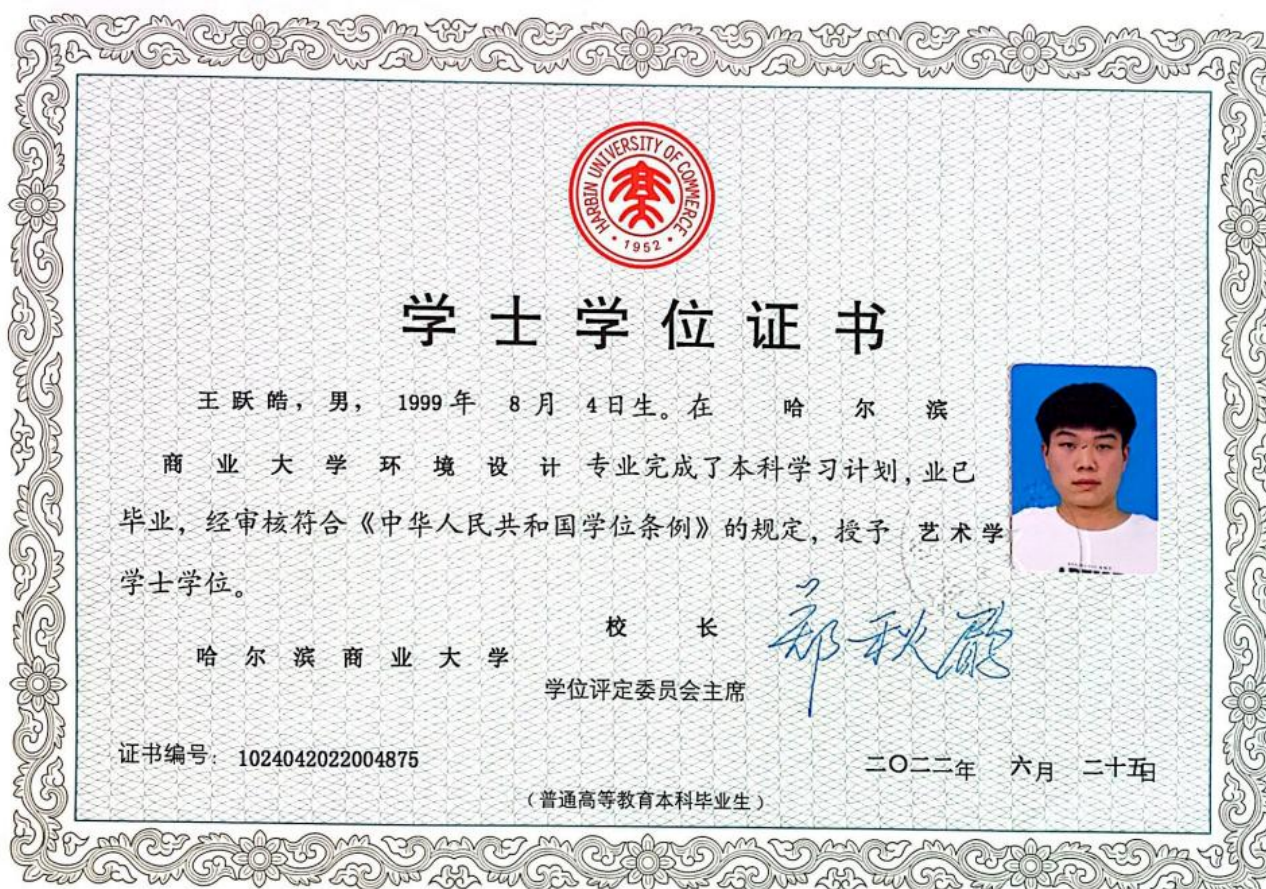 HARBIN UNIVERSITY OF COMMERCE
1952
学士学位证书
王跃皓，男， 1999年 8月 4日生。在 哈尔滨
商业大学环境设计 专业完成了本科学习计划，业已
毕业，经审核符合《中华人民共和国学位条例》的规定，授予 艺术学
学士学位。
校长
郑秋鹛
哈尔滨商业大学
学位评定委员会主席
证书编号：1024042022004875
二〇二二年 六月 二十五日
（普通高等教育本科毕业生）